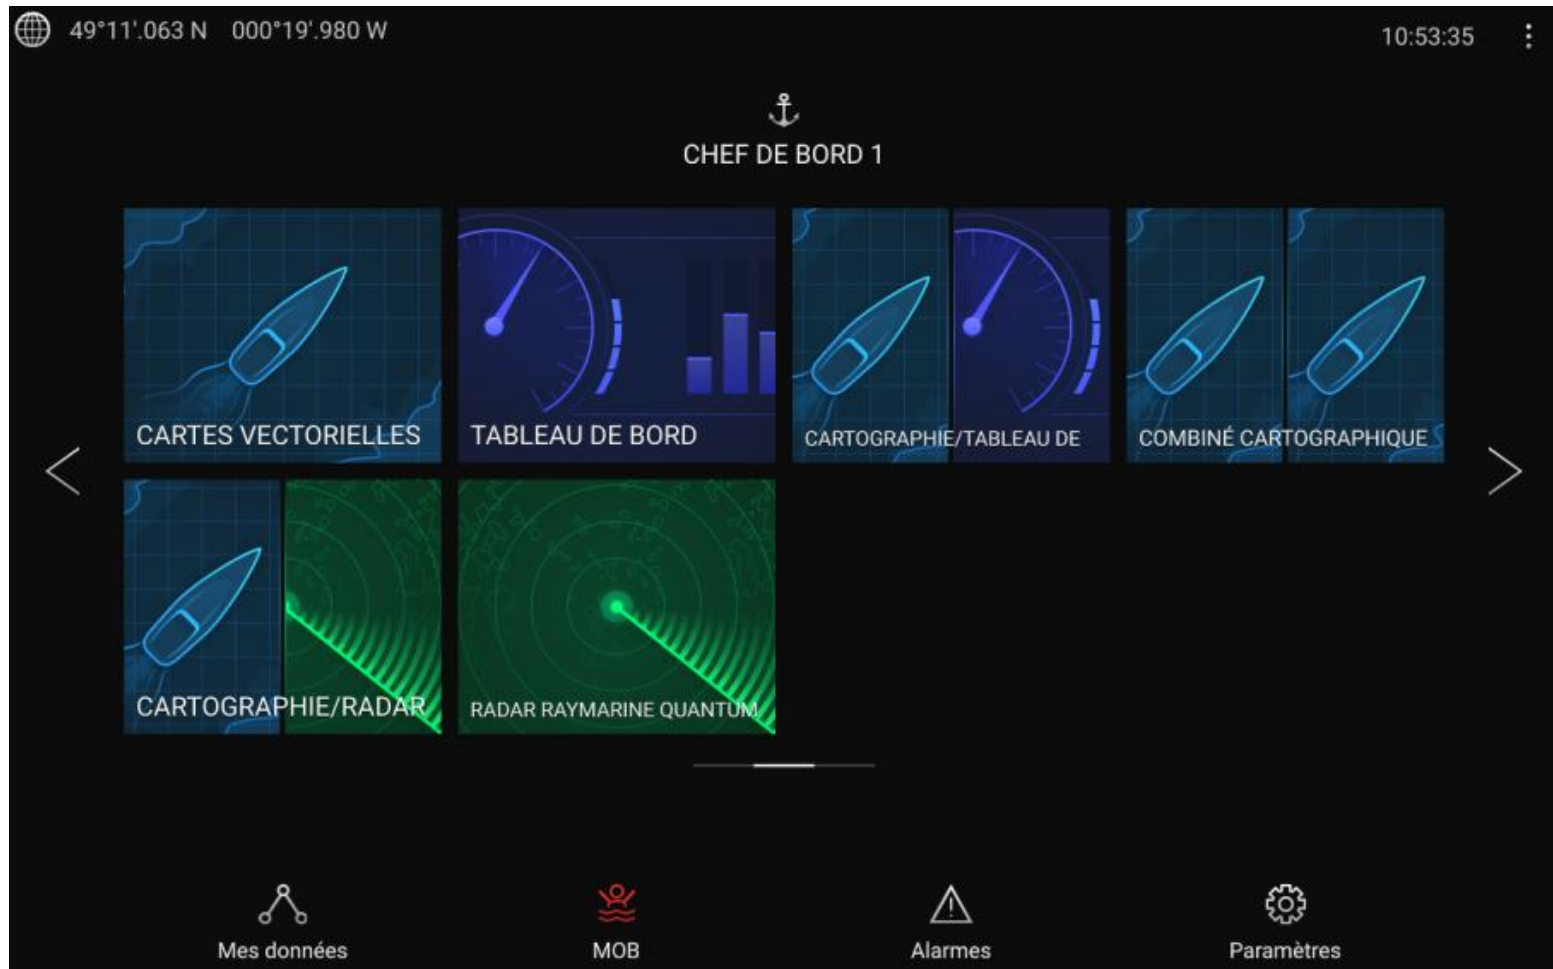 49°11'.063 N 000°19'.980 W
10:53:35
CHEF DE BORD 1
CARTES VECTORIELLES
TABLEAU DE BORD
CARTOGRAPHIE/TABLEAU DE
COMBINÉ CARTOGRAPHIQUE
CARTOGRAPHIE/RADAR
RADAR RAYMARINE QUANTUM
Mes données
MOB
Alarmes
Paramètres